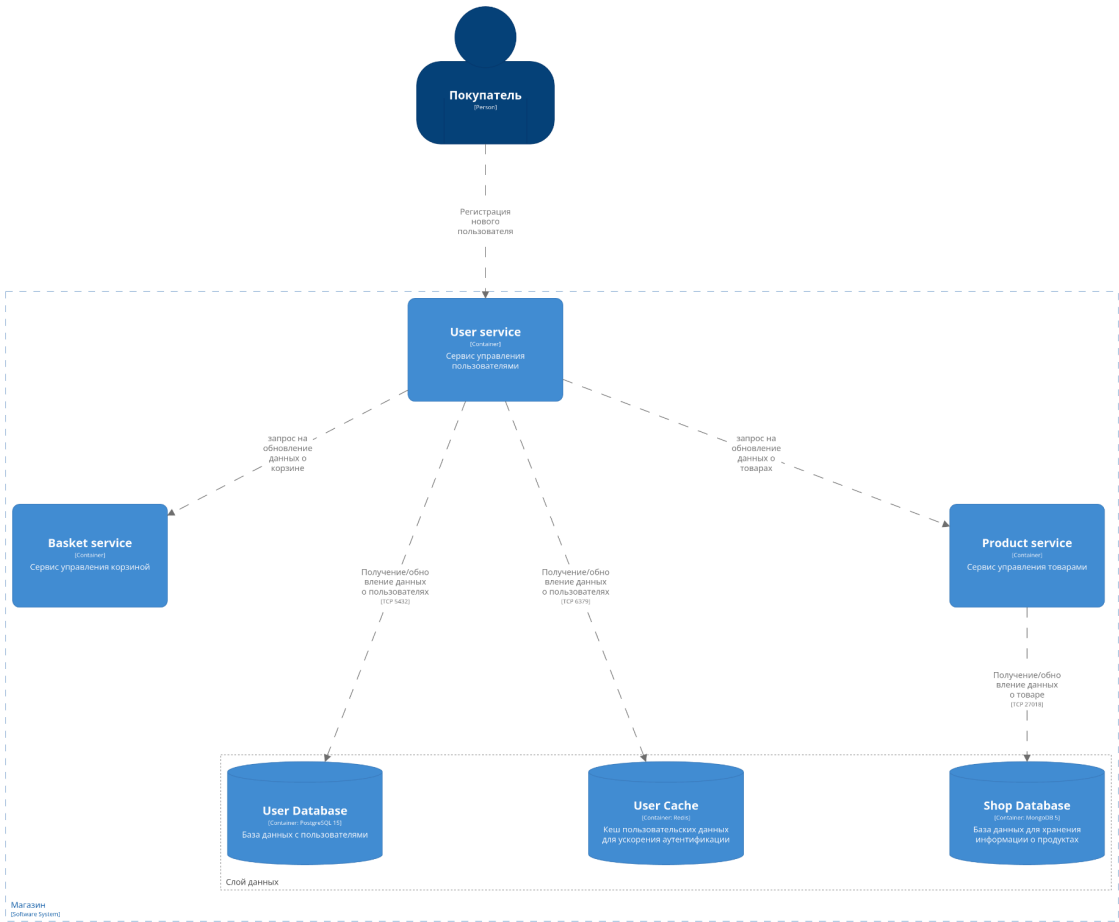 Покупатель
[Person]
Регистрация
нового
пользователя
User service
[Container]
Сервис управления
пользователями
запрос на
обновление
данных о
корзине
запрос на
обновление
данных о
товарах
Basket service
[Container]
Сервис управления корзиной
Product service
[Container]
Сервис управления товарами
Получение/обно
вление данных
о пользователях
[TCP 5432]
Получение/обно
вление данных
о пользователях
[TCP 6379]
Получение/обно
вление данных
о товаре
[TCP 27018]
User Database
[Container: PostgreSQL 15]
База данных с пользователями
User Cache
[Container: Redis]
Кеш пользовательских данных
для ускорения аутентификации
Shop Database
[Container: MongoDB 5]
База данных для хранения
информации о продуктах
Слой данных
Магазин
[Software System]